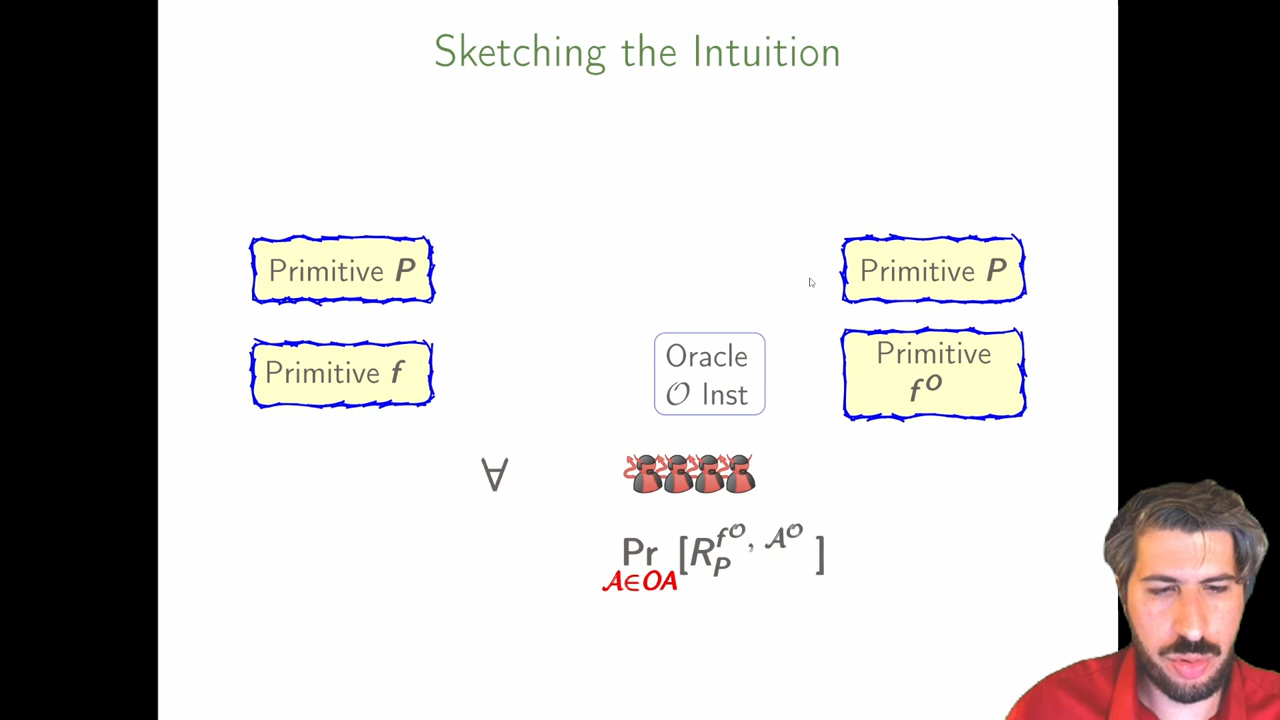 Sketching the Intuition
Primitive P
Primitive P
Primitive f
Oracle
𝒪 Inst
Primitive
f^O
∀
Pr [R_P^{f^𝒪, 𝒜^𝒪}]
𝒜∈OA